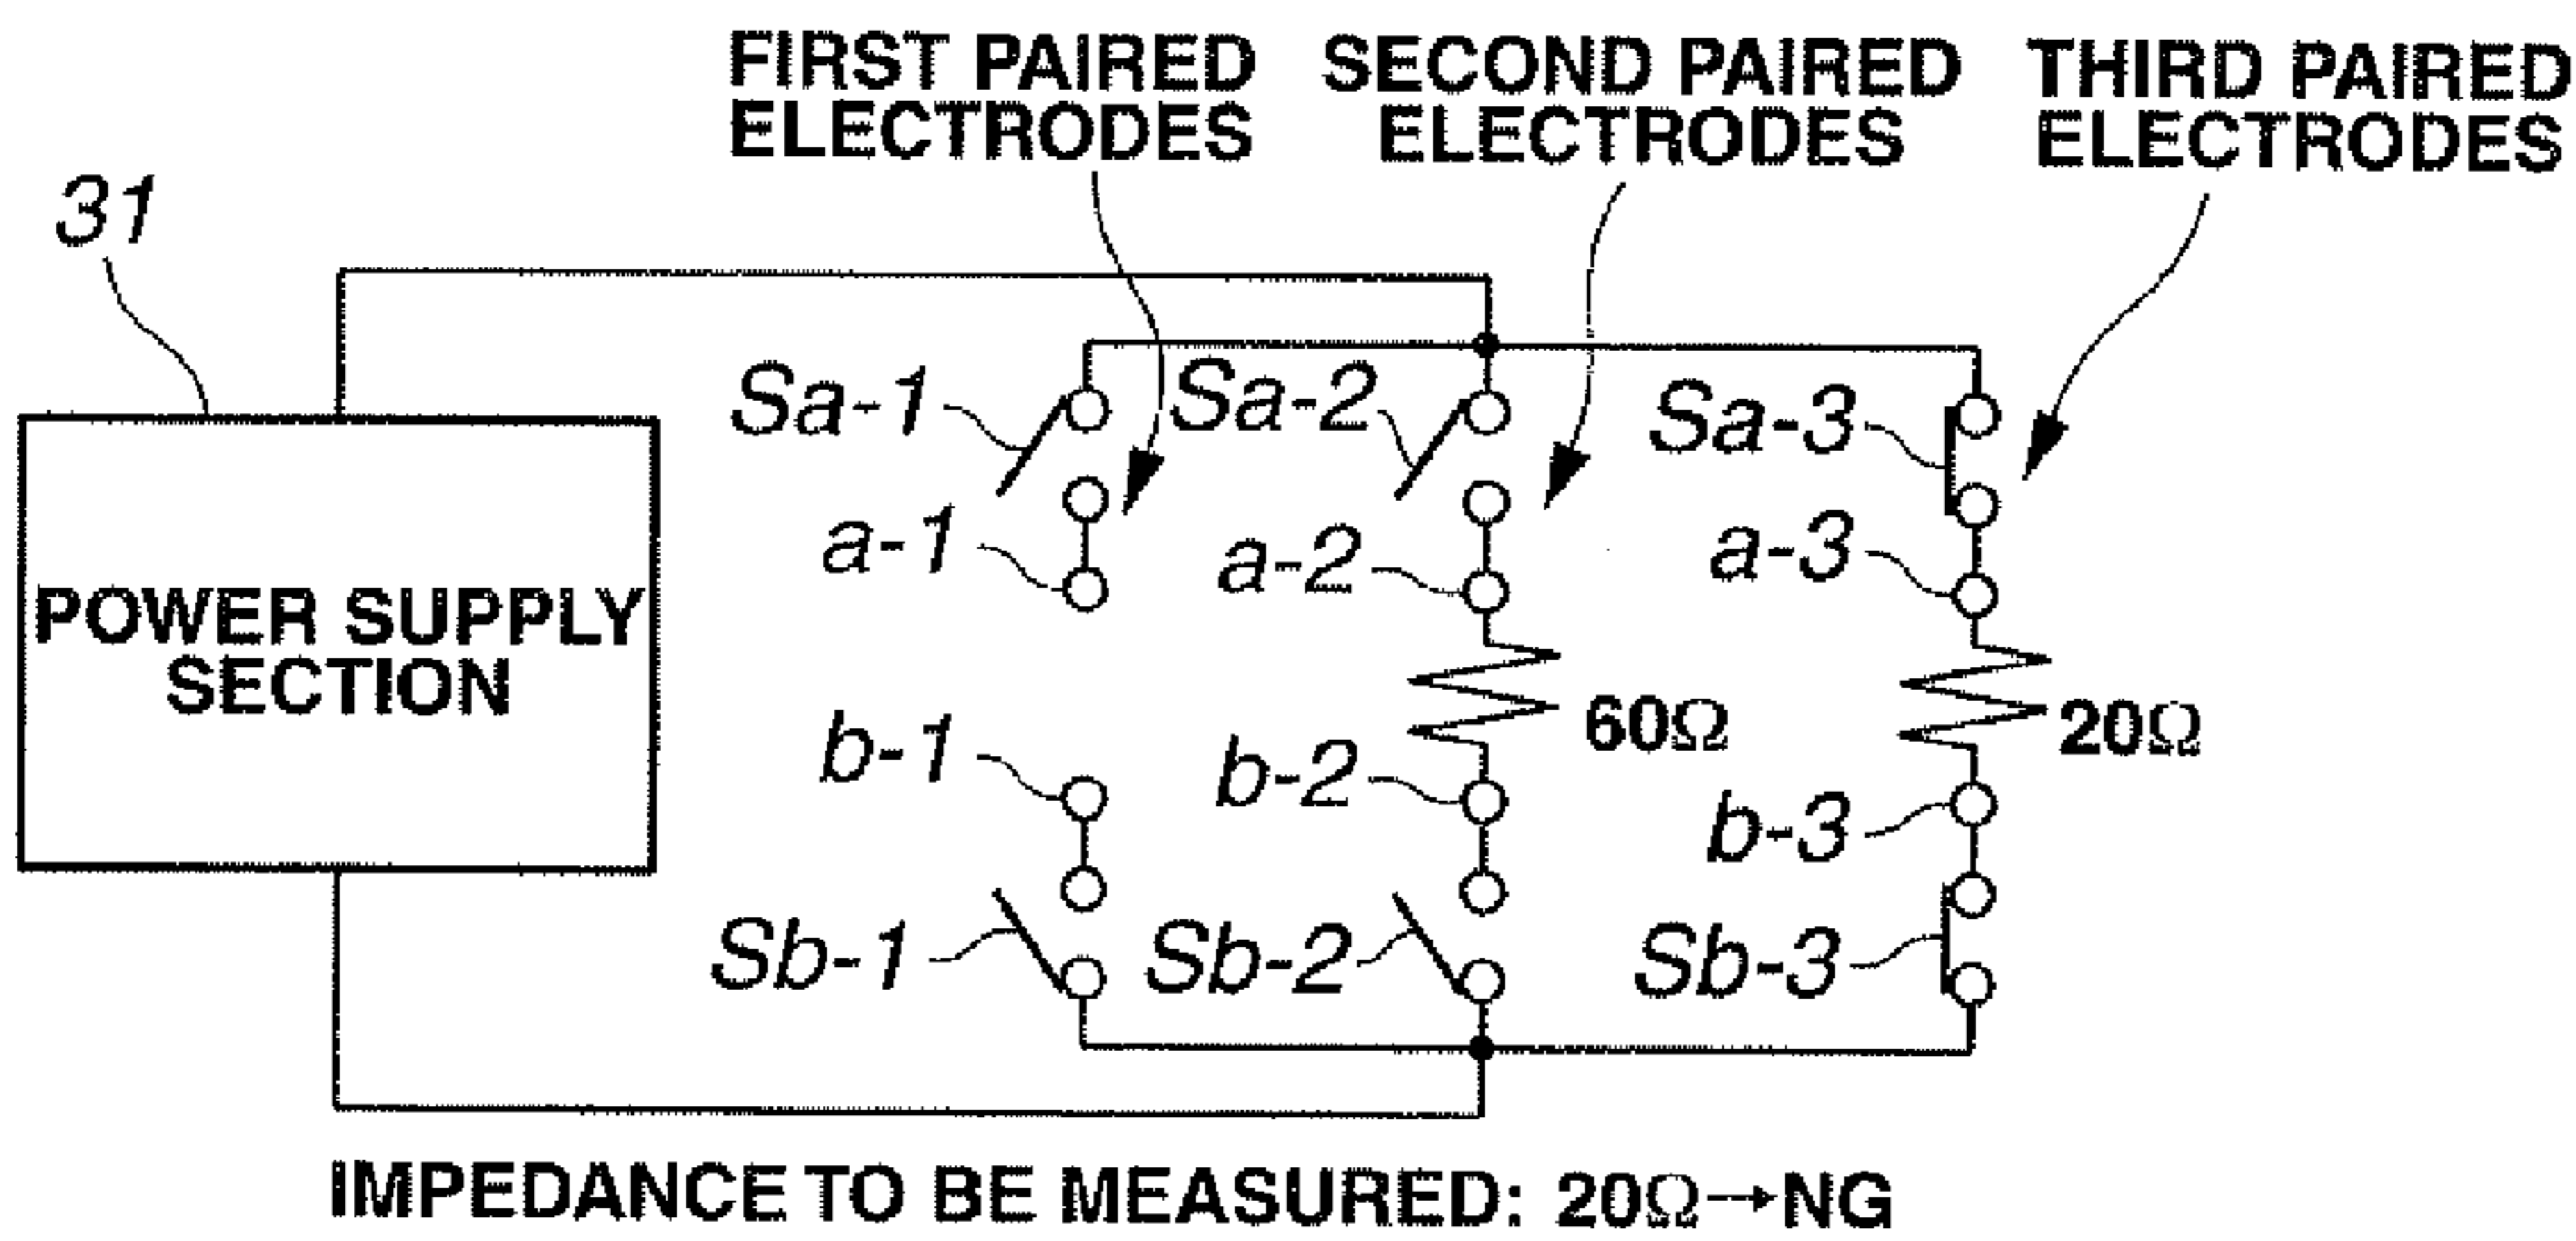 FIRST PAIRED
ELECTRODES
SECOND PAIRED
ELECTRODES
THIRD PAIRED
ELECTRODES
31
POWER SUPPLY
SECTION
Sa-1
Sa-2
Sa-3
a-1
a-2
a-3
60Ω
20Ω
b-1
b-2
b-3
Sb-1
Sb-2
Sb-3
IMPEDANCE TO BE MEASURED: 20Ω→NG